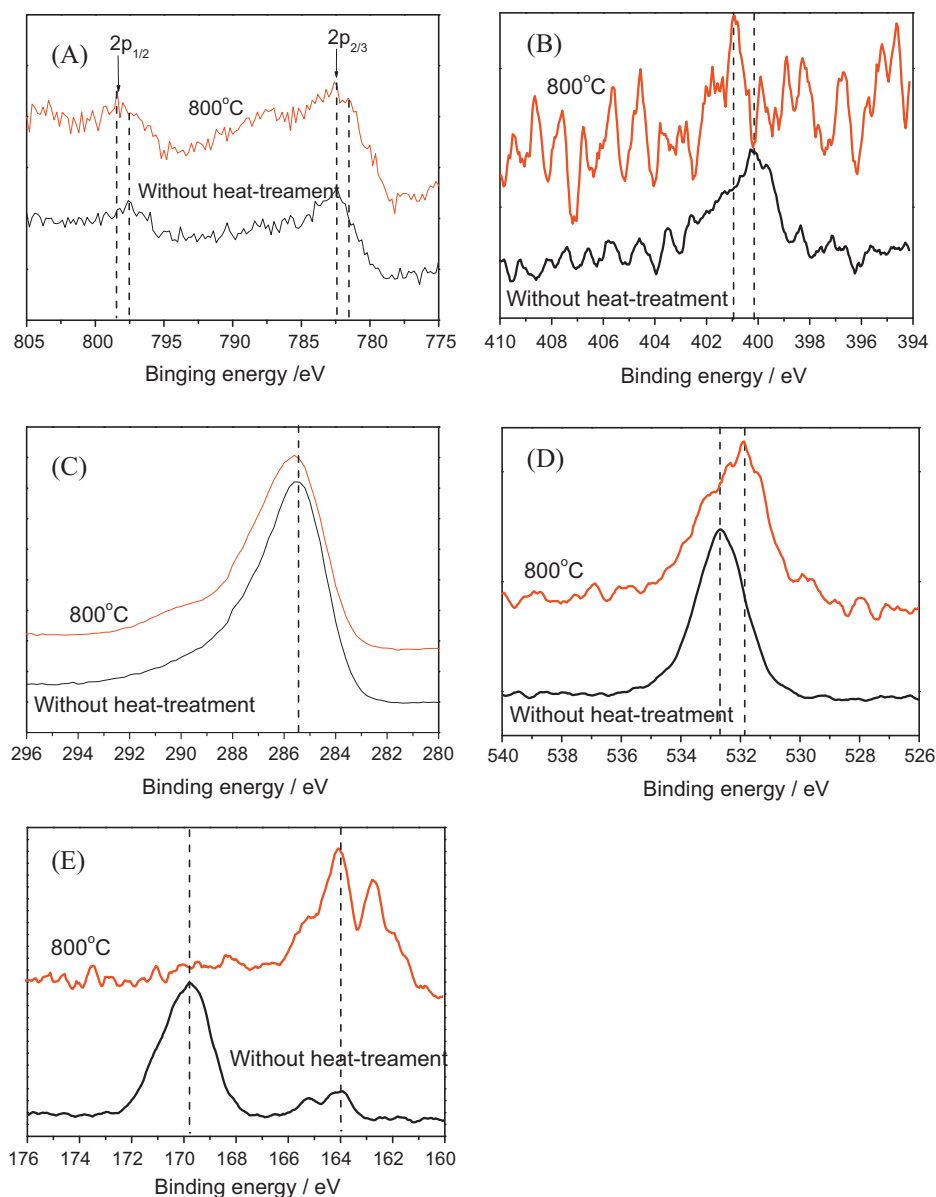 (A)
2p1/2
2p2/3
800°C
Without heat-treament
805 800 795 790 785 780 775
Binging energy /eV
(B)
800°C
Without heat-treatment
410 408 406 404 402 400 398 396 394
Binding energy / eV
(C)
800°C
Without heat-treatment
296 294 292 290 288 286 284 282 280
Binding energy / eV
(D)
800°C
Without heat-treatment
540 538 536 534 532 530 528 526
Binding energy / eV
(E)
800°C
Without heat-treament
176 174 172 170 168 166 164 162 160
Binding energy / eV